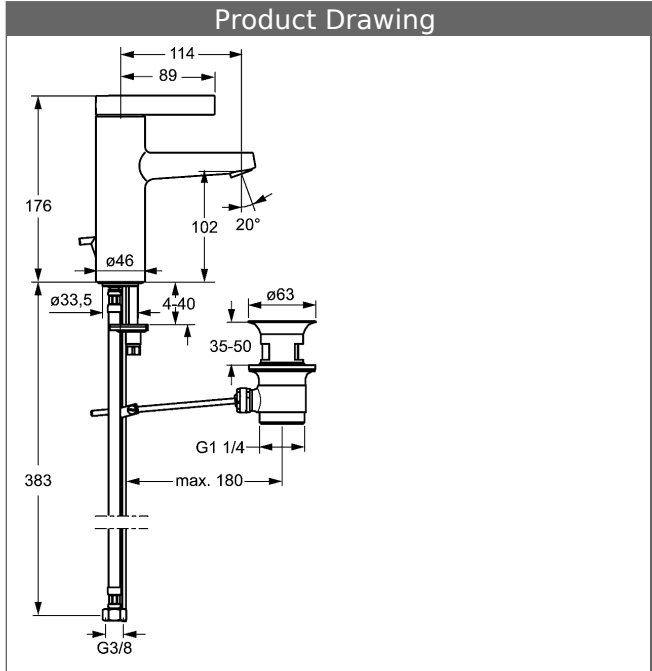 Product Drawing
114
89
176
102
20°
ø46
ø33,5
4-40
ø63
35-50
G1 1/4
383
max. 180
G3/8